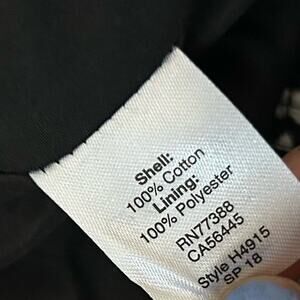 Shell:
100% Cotton
Lining:
100% Polyester
RN77388
CA56445
Style H4915
SP 18